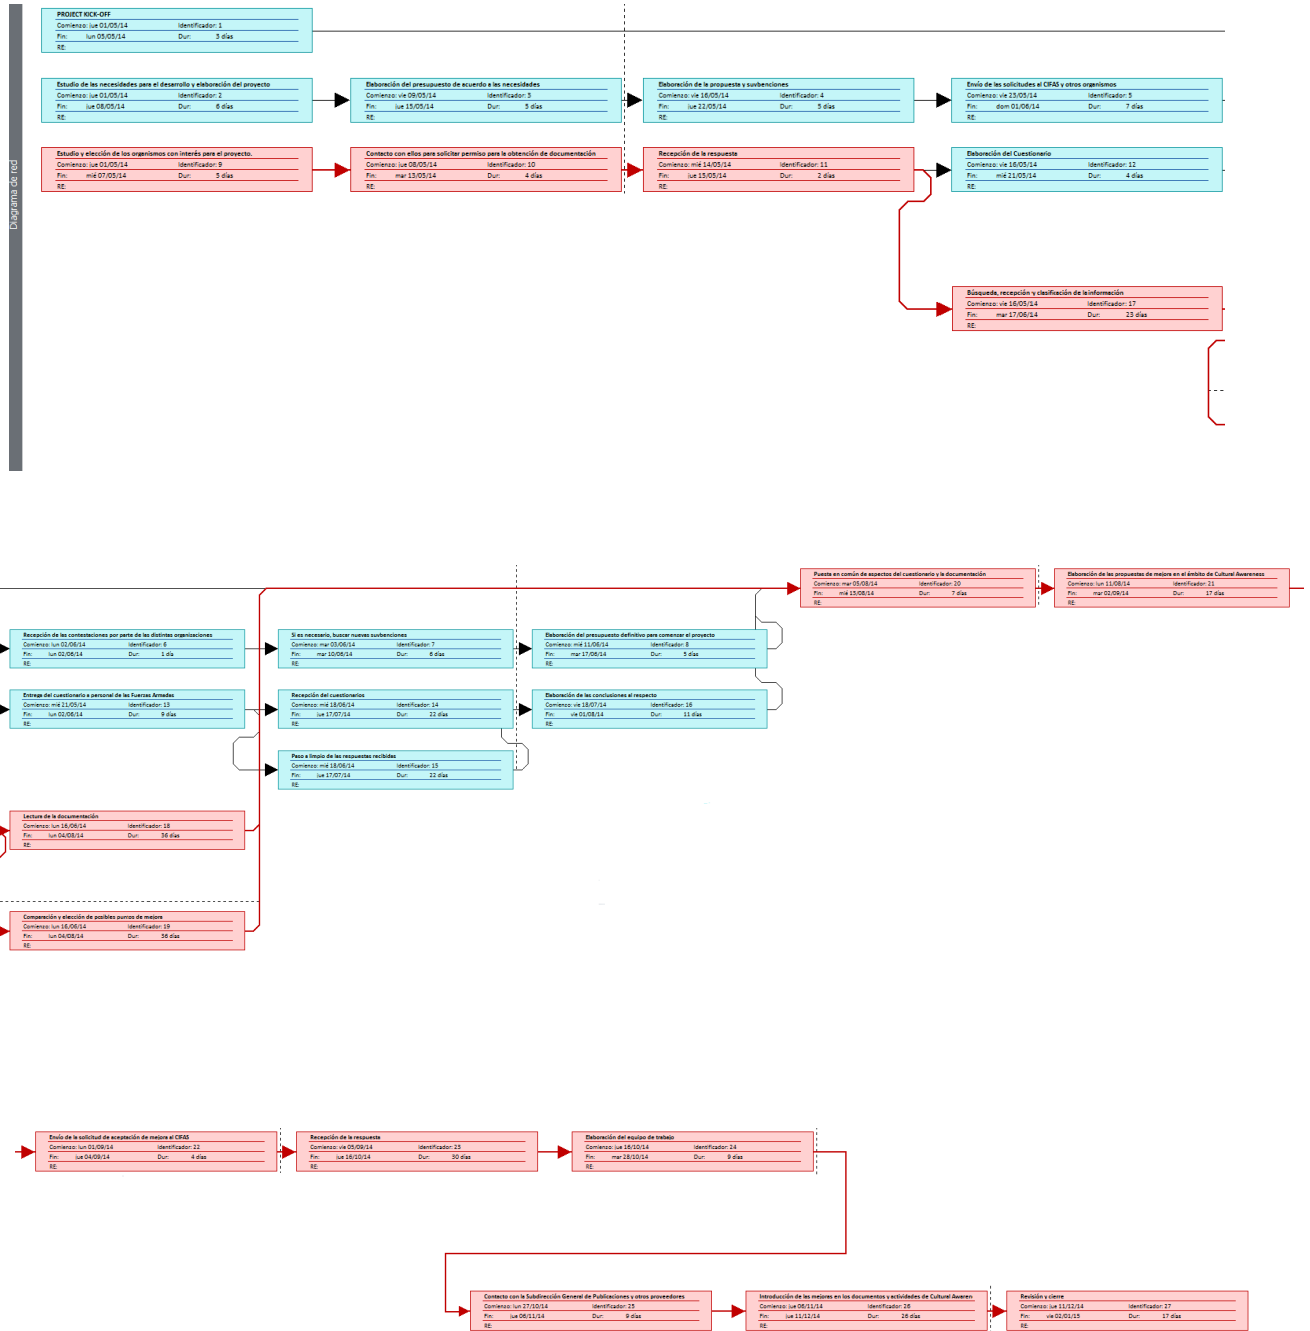 Diagrama de red
PROJECT KICK-OFF
Comienzo: jue 01/05/14 Identificador: 1
Fin: lun 05/05/14 Dur: 3 días
RE:
Estudio de las necesidades para el desarrollo y elaboración del proyecto
Comienzo: jue 01/05/14 Identificador: 2
Fin: jue 08/05/14 Dur: 6 días
RE:
Elaboración del presupuesto de acuerdo a las necesidades
Comienzo: vie 09/05/14 Identificador: 3
Fin: jue 15/05/14 Dur: 5 días
RE:
Elaboración de la propuesta y suvbenciones
Comienzo: vie 16/05/14 Identificador: 4
Fin: jue 22/05/14 Dur: 5 días
RE:
Envío de las solicitudes al CIFAS y otros organismos
Comienzo: vie 23/05/14 Identificador: 5
Fin: dom 01/06/14 Dur: 7 días
RE:
Estudio y elección de los organismos con interés para el proyecto.
Comienzo: jue 01/05/14 Identificador: 9
Fin: mié 07/05/14 Dur: 5 días
RE:
Contacto con ellos para solicitar permiso para la obtención de documentación
Comienzo: jue 08/05/14 Identificador: 10
Fin: mar 13/05/14 Dur: 4 días
RE:
Recepción de la respuesta
Comienzo: mié 14/05/14 Identificador: 11
Fin: jue 15/05/14 Dur: 2 días
RE:
Elaboración del Cuestionario
Comienzo: vie 16/05/14 Identificador: 12
Fin: mié 21/05/14 Dur: 4 días
RE:
Búsqueda, recepción y clasificación de la información
Comienzo: vie 16/05/14 Identificador: 17
Fin: mar 17/06/14 Dur: 23 días
RE:
Puesta en común de aspectos del cuestionario y la documentación
Comienzo: mar 05/08/14 Identificador: 20
Fin: mié 13/08/14 Dur: 7 días
RE:
Elaboración de las propuestas de mejora en el ámbito de Cultural Awareness
Comienzo: lun 11/08/14 Identificador: 21
Fin: mar 02/09/14 Dur: 17 días
RE:
Recepción de las contestaciones por parte de las distintas organizaciones
Comienzo: lun 02/06/14 Identificador: 6
Fin: lun 02/06/14 Dur: 1 día
RE:
Si es necesario, buscar nuevas suvbenciones
Comienzo: mar 03/06/14 Identificador: 7
Fin: mar 10/06/14 Dur: 6 días
RE:
Elaboración del presupuesto definitivo para comenzar el proyecto
Comienzo: mié 11/06/14 Identificador: 8
Fin: mar 17/06/14 Dur: 5 días
RE:
Entrega del cuestionario a personal de las Fuerzas Armadas
Comienzo: mié 21/05/14 Identificador: 13
Fin: lun 02/06/14 Dur: 9 días
RE:
Recepción del cuestionarios
Comienzo: mié 18/06/14 Identificador: 14
Fin: jue 17/07/14 Dur: 22 días
RE:
Elaboración de las conclusiones al respecto
Comienzo: vie 18/07/14 Identificador: 16
Fin: vie 01/08/14 Dur: 11 días
RE:
Paso a limpio de las respuestas recibidas
Comienzo: mié 18/06/14 Identificador: 15
Fin: jue 17/07/14 Dur: 22 días
RE:
Lectura de la documentación
Comienzo: lun 16/06/14 Identificador: 18
Fin: lun 04/08/14 Dur: 36 días
RE:
Comparación y elección de posibles puntos de mejora
Comienzo: lun 16/06/14 Identificador: 19
Fin: lun 04/08/14 Dur: 36 días
RE:
Envío de la solicitud de aceptación de mejora al CIFAS
Comienzo: lun 01/09/14 Identificador: 22
Fin: jue 04/09/14 Dur: 4 días
RE:
Recepción de la respuesta
Comienzo: vie 05/09/14 Identificador: 23
Fin: jue 16/10/14 Dur: 30 días
RE:
Elaboración del equipo de trabajo
Comienzo: jue 16/10/14 Identificador: 24
Fin: mar 28/10/14 Dur: 9 días
RE:
Contacto con la Subdirección General de Publicaciones y otros proveedores
Comienzo: lun 27/10/14 Identificador: 25
Fin: jue 06/11/14 Dur: 9 días
RE:
Introducción de las mejoras en los documentos y actividades de Cultural Awaren
Comienzo: jue 06/11/14 Identificador: 26
Fin: jue 11/12/14 Dur: 26 días
RE:
Revisión y cierre
Comienzo: jue 11/12/14 Identificador: 27
Fin: vie 02/01/15 Dur: 17 días
RE: